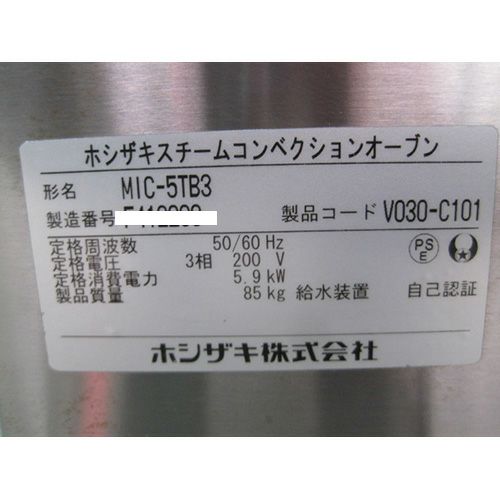 ホシザキスチームコンベクションオーブン
形名 MIC-5TB3
製造番号 製品コード V030-C101
定格周波数 50/60 Hz
定格電圧 3相 200 V
定格消費電力 5.9 kW
製品質量 85 kg 給水装置 自己認証
PS
E
ホシザキ株式会社